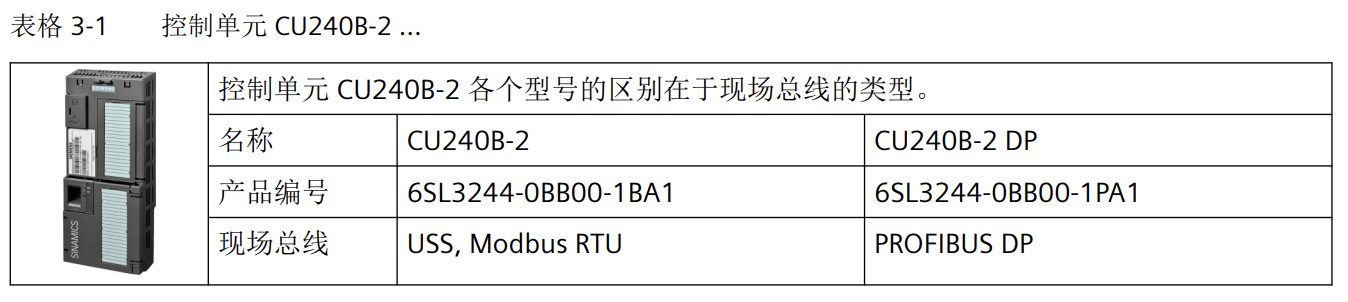 表格 3-1 控制单元 CU240B-2 ...
控制单元 CU240B-2 各个型号的区别在于现场总线的类型。
名称 CU240B-2 CU240B-2 DP
产品编号 6SL3244-0BB00-1BA1 6SL3244-0BB00-1PA1
现场总线 USS, Modbus RTU PROFIBUS DP
SIEMENS
SINAMICS